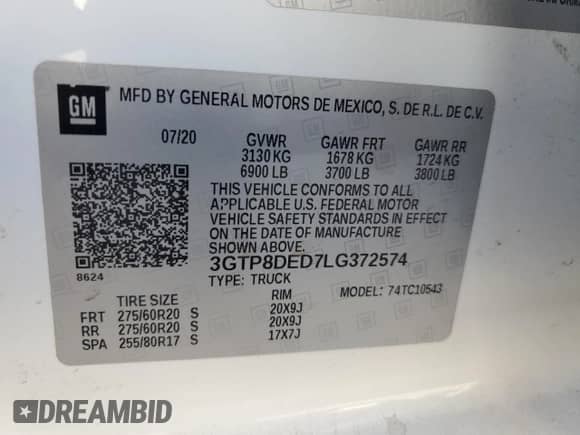 GM
MFD BY GENERAL MOTORS DE MEXICO, S. DE R.L. DE C.V.
07/20 GVWR GAWR FRT GAWR RR
3130 KG 1678 KG 1724 KG
6900 LB 3700 LB 3800 LB
THIS VEHICLE CONFORMS TO ALL
APPLICABLE U.S. FEDERAL MOTOR
VEHICLE SAFETY STANDARDS IN EFFECT
ON THE DATE OF MANUFACTURE
SHOWN ABOVE.
8624
3GTP8DED7LG372574
TYPE: TRUCK MODEL: 74TC10543
TIRE SIZE RIM
FRT 275/60R20 S 20X9J
RR 275/60R20 S 20X9J
SPA 255/80R17 S 17X7J
DREAMBID